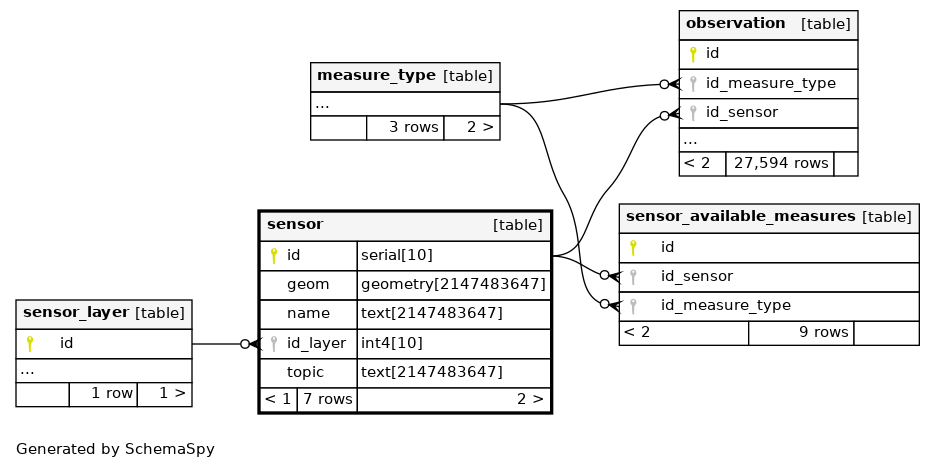 observation [table]
id
id_measure_type
id_sensor
...
< 2 27,594 rows
measure_type [table]
...
3 rows 2 >
sensor_available_measures [table]
id
id_sensor
id_measure_type
< 2 9 rows
sensor [table]
id serial[10]
geom geometry[2147483647]
name text[2147483647]
id_layer int4[10]
topic text[2147483647]
< 1 7 rows 2 >
sensor_layer [table]
id
...
1 row 1 >
Generated by SchemaSpy